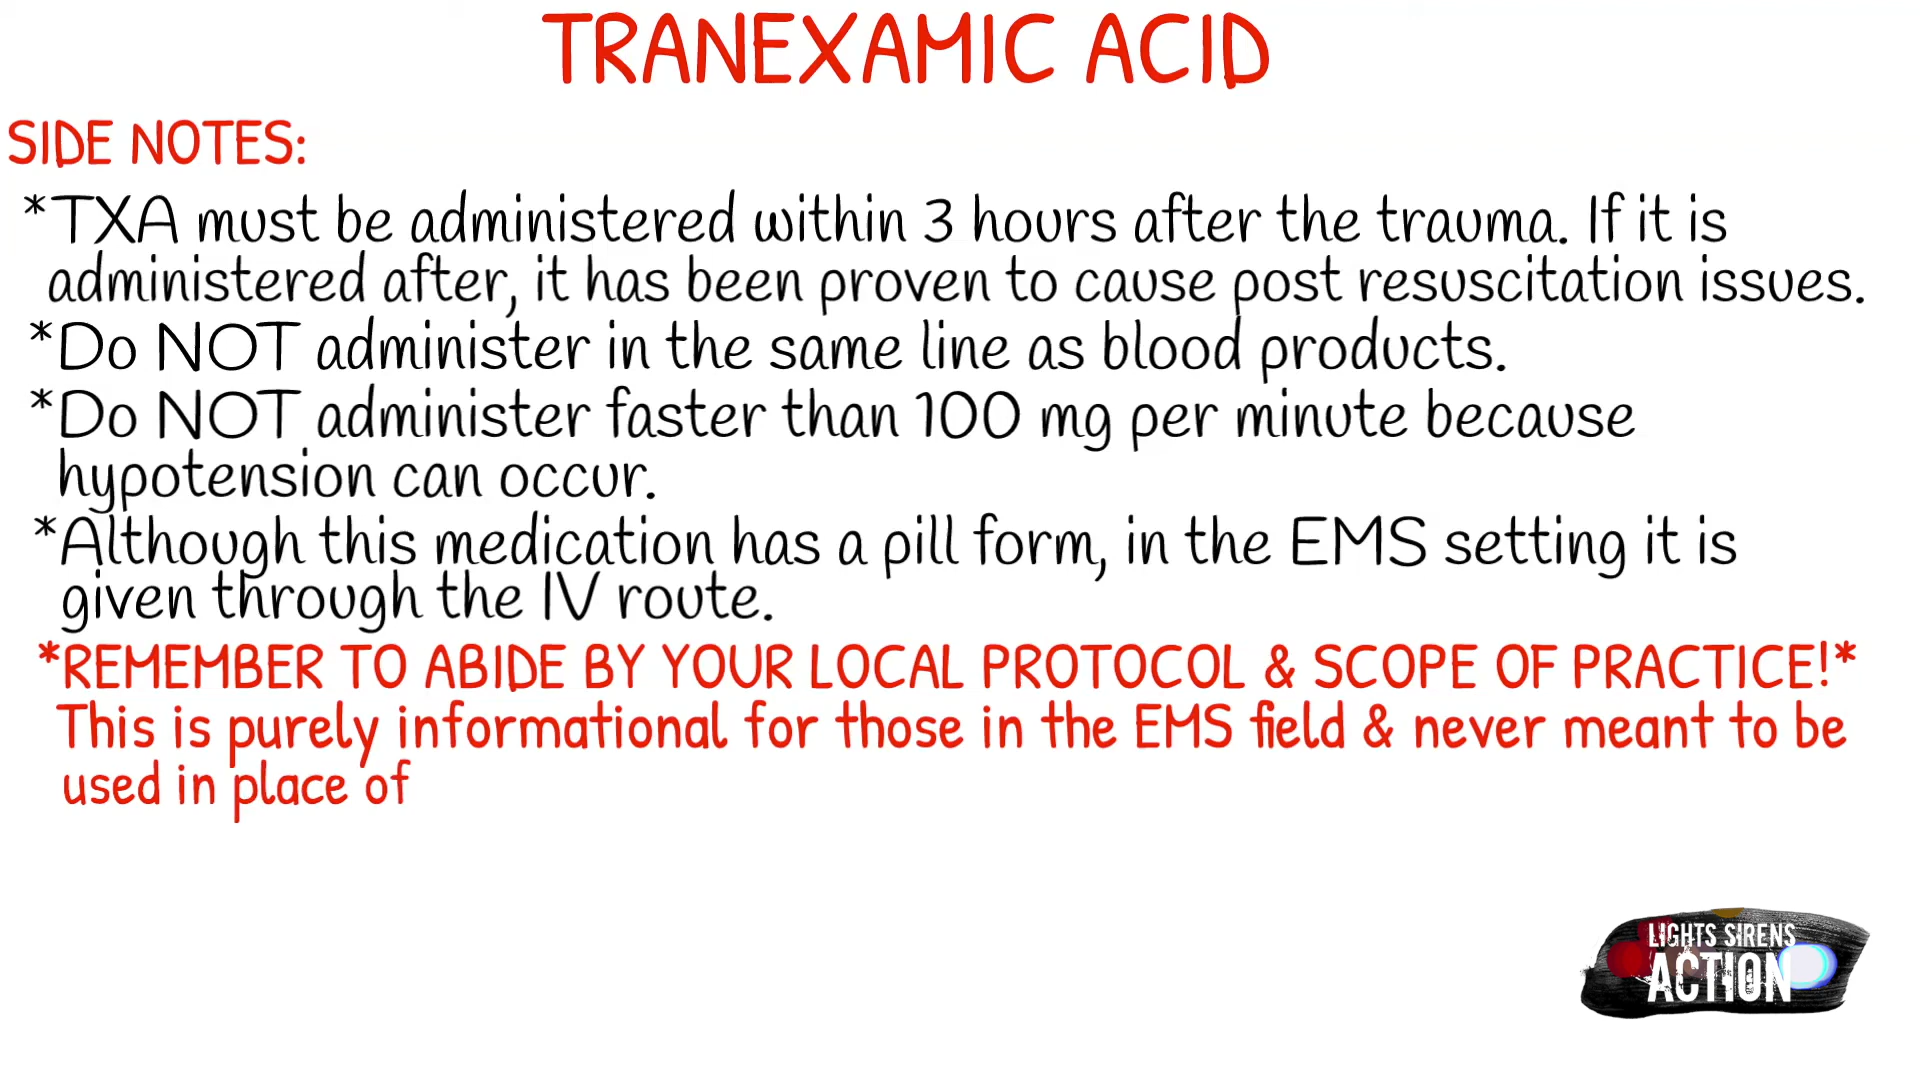 TRANEXAMIC ACID
SIDE NOTES:
*TXA must be administered within 3 hours after the trauma. If it is
administered after, it has been proven to cause post resuscitation issues.
*Do NOT administer in the same line as blood products.
*Do NOT administer faster than 100 mg per minute because
hypotension can occur.
*Although this medication has a pill form, in the EMS setting it is
given through the IV route.
*REMEMBER TO ABIDE BY YOUR LOCAL PROTOCOL & SCOPE OF PRACTICE!*
This is purely informational for those in the EMS field & never meant to be
used in place of
LIGHTS SIRENS
ACTION